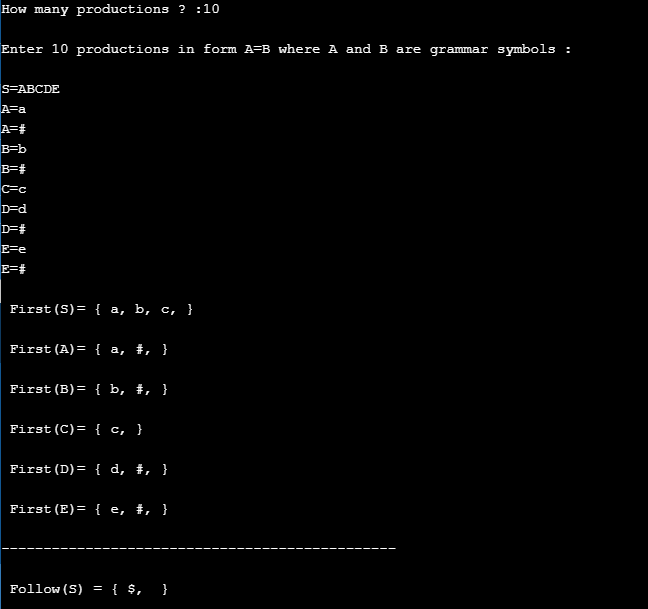 How many productions ? :10
Enter 10 productions in form A=B where A and B are grammar symbols :
S=ABCDE
A=a
A=#
B=b
B=#
C=c
D=d
D=#
E=e
E=#
First(S)= { a, b, c, }
First(A)= { a, #, }
First(B)= { b, #, }
First(C)= { c, }
First(D)= { d, #, }
First(E)= { e, #, }
-----------------------------------------------
Follow(S) = { $,  }